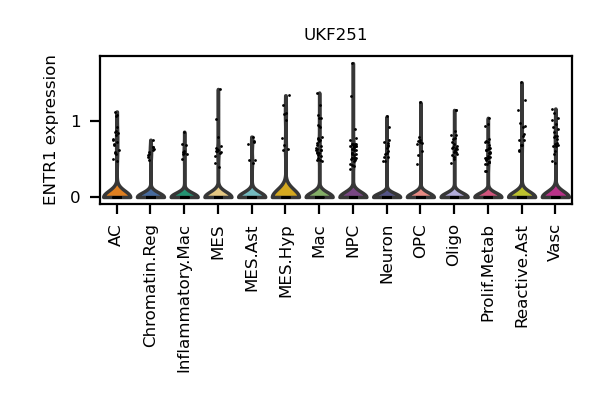 UKF251
ENTR1 expression
1
0
AC
Chromatin.Reg
Inflammatory.Mac
MES
MES.Ast
MES.Hyp
Mac
NPC
Neuron
OPC
Oligo
Prolif.Metab
Reactive.Ast
Vasc